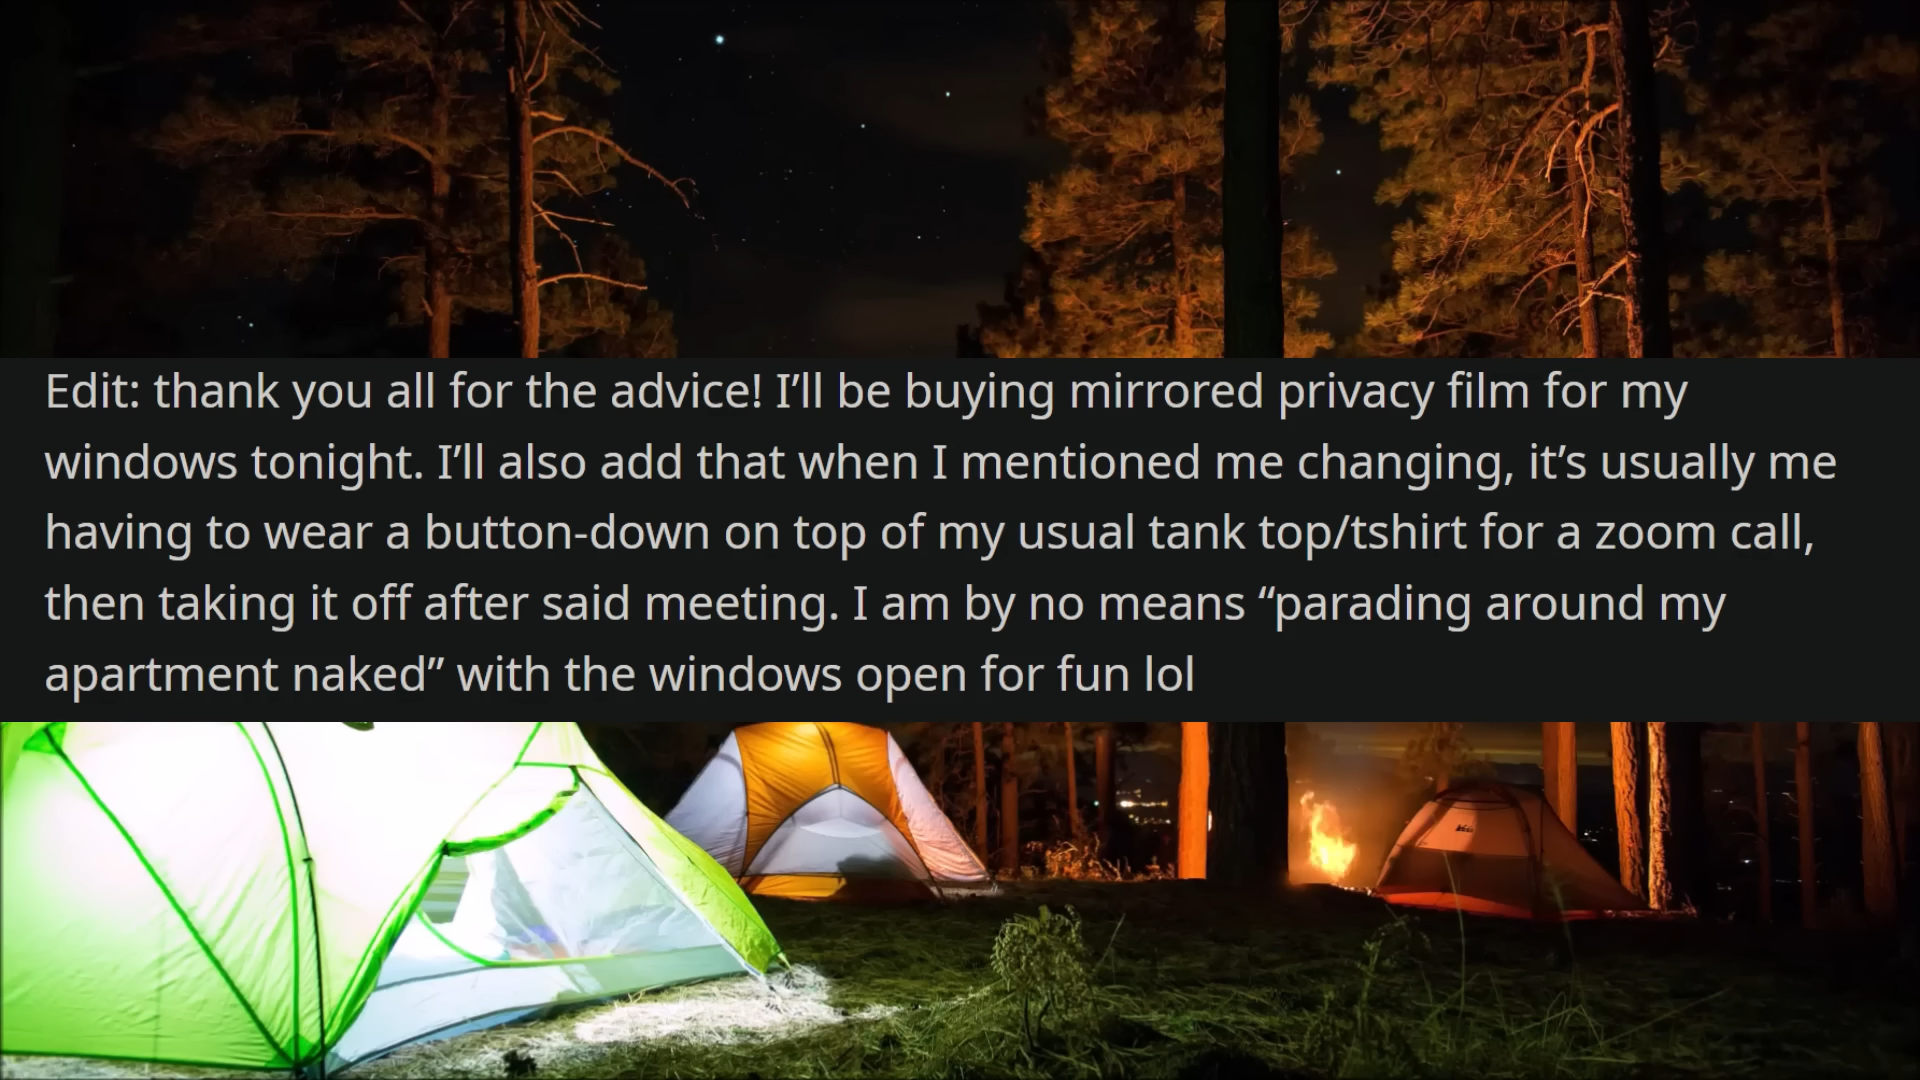 Edit: thank you all for the advice! I’ll be buying mirrored privacy film for my
windows tonight. I’ll also add that when I mentioned me changing, it’s usually me
having to wear a button-down on top of my usual tank top/tshirt for a zoom call,
then taking it off after said meeting. I am by no means “parading around my
apartment naked” with the windows open for fun lol